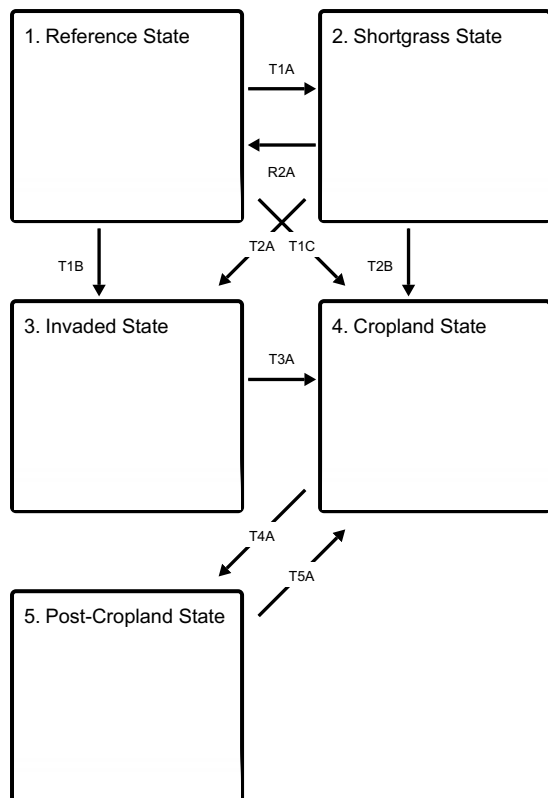 1. Reference State
2. Shortgrass State
T1A
R2A
T2A
T1C
T1B
T2B
3. Invaded State
4. Cropland State
T3A
T4A
T5A
5. Post-Cropland State